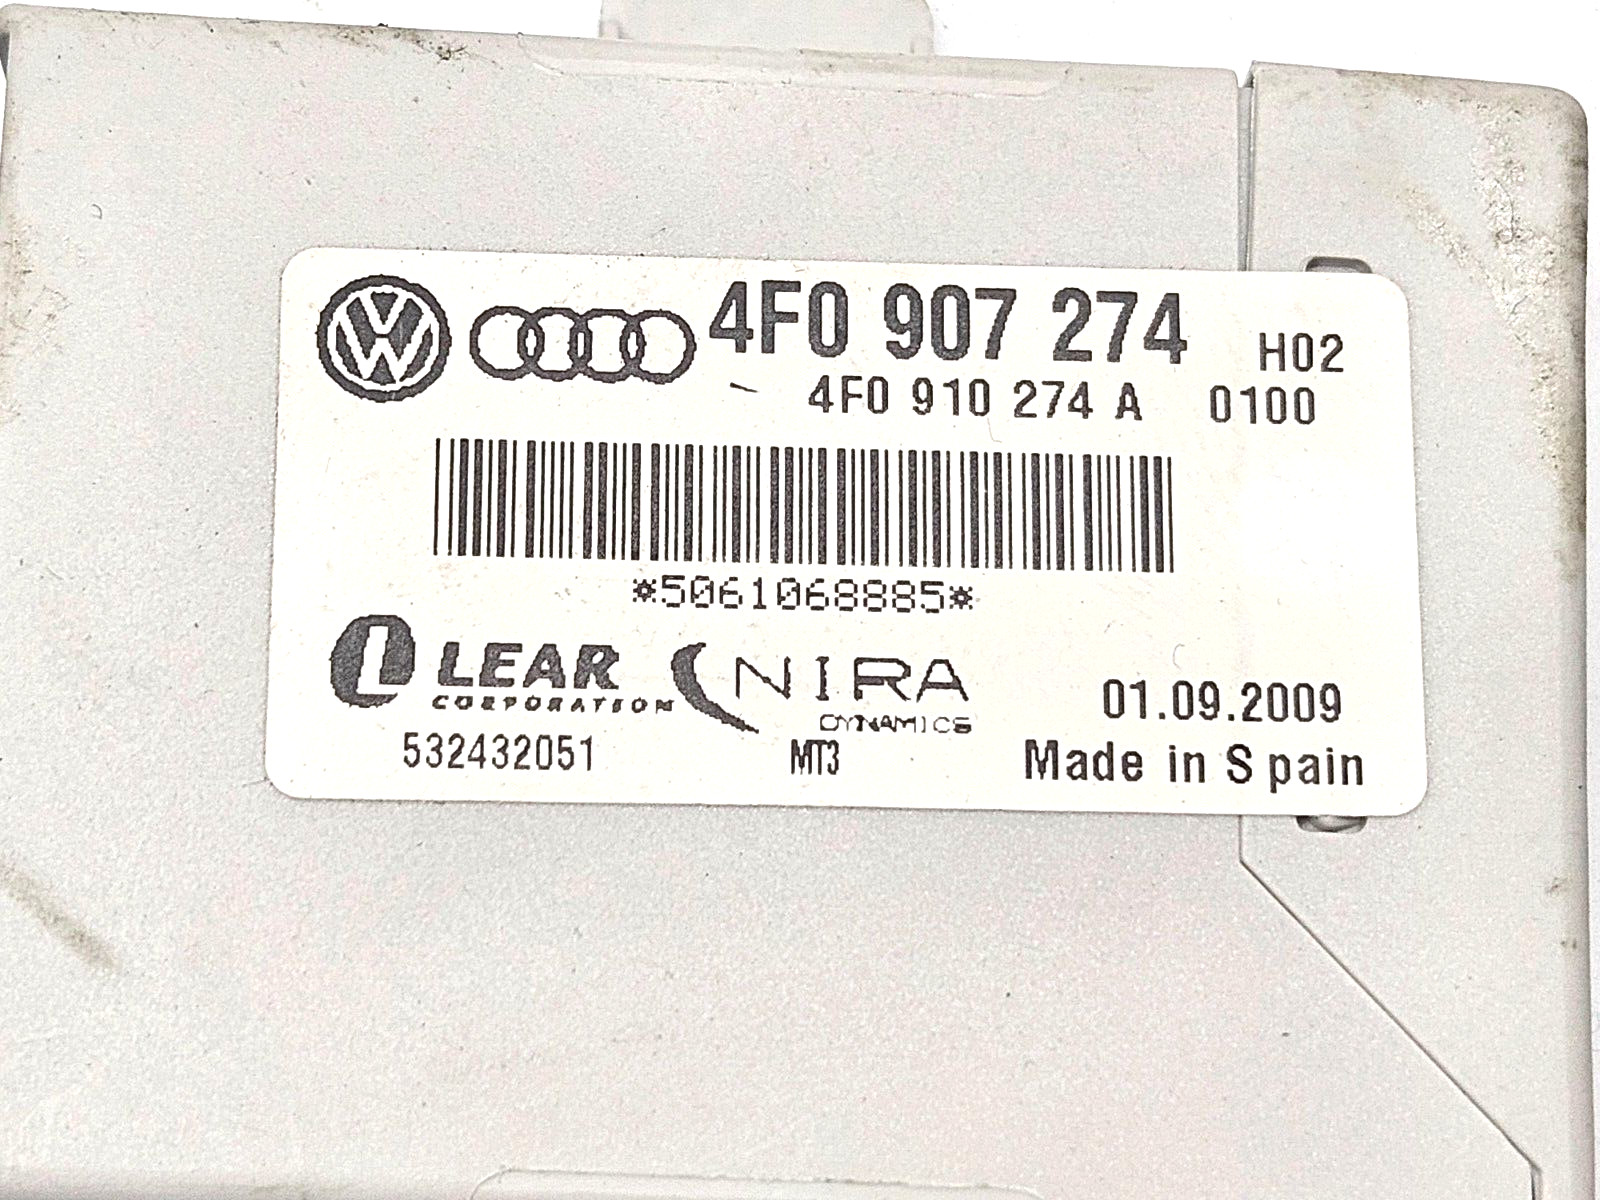 4F0 907 274 H02
4F0 910 274 A 0100
*5061068885*
LEAR CORPORATION
NIRA DYNAMICS
01.09.2009
532432051 MT3 Made in Spain